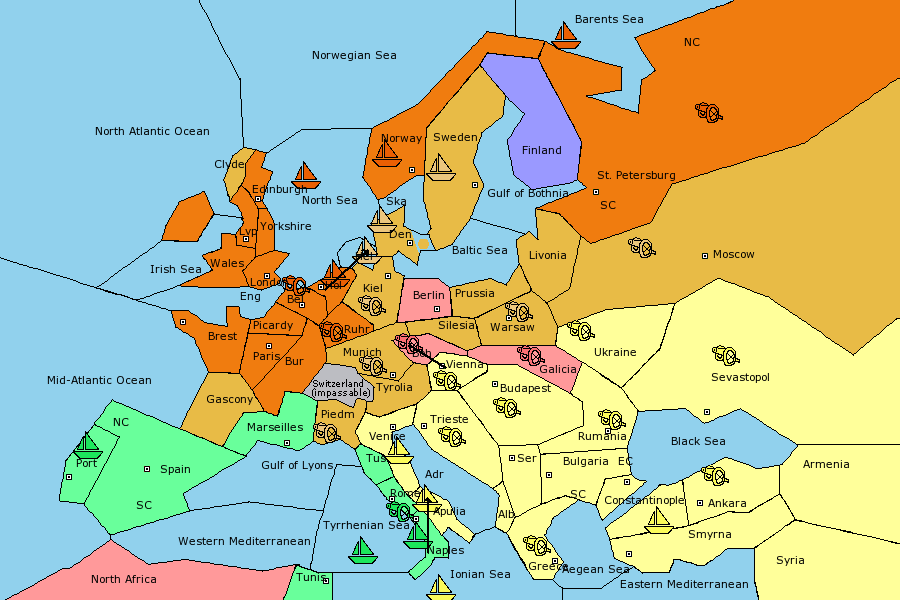 Barents Sea
NC
Norwegian Sea
North Atlantic Ocean
Norway
Sweden
Finland
Clyde
Edinburgh
St. Petersburg
SC
Gulf of Bothnia
North Sea
Ska
Yorkshire
Lvp
Den
Baltic Sea
Livonia
Moscow
Hel
Irish Sea
Wales
London
Eng
Hol
Bel
Kiel
Berlin
Prussia
Brest
Picardy
Ruhr
Silesia
Warsaw
Ukraine
Paris
Bur
Munich
Boh
Vienna
Galicia
Sevastopol
Mid-Atlantic Ocean
Switzerland
(impassable)
Tyrolia
Budapest
Gascony
Piedm
NC
Marseilles
Venice
Trieste
Rumania
Black Sea
Port
Spain
Gulf of Lyons
Tus
Adr
Ser
Bulgaria
EC
Armenia
SC
Rome
Apulia
Alb
SC
Constantinople
Ankara
Western Mediterranean
Tyrrhenian Sea
Naples
Smyrna
North Africa
Tunis
Ionian Sea
Greece
Aegean Sea
Eastern Mediterranean
Syria